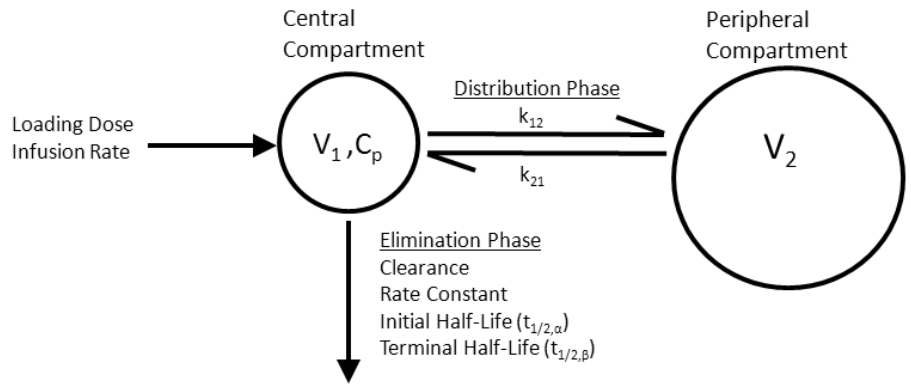 Central
Compartment
Peripheral
Compartment
Distribution Phase
k12
Loading Dose
Infusion Rate
V1 ,Cp
V2
k21
Elimination Phase
Clearance
Rate Constant
Initial Half-Life (t1/2,α)
Terminal Half-Life (t1/2,β)